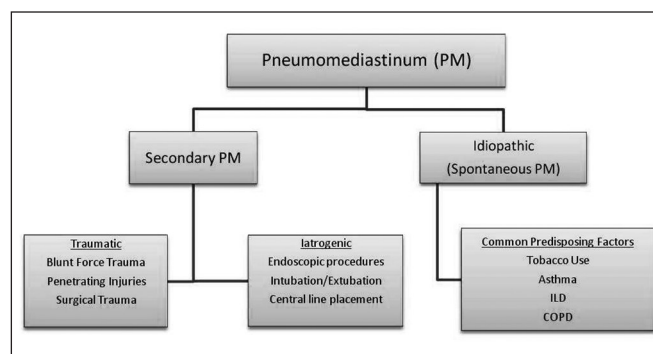 Pneumomediastinum (PM)
Secondary PM
Idiopathic
(Spontaneous PM)
Traumatic
Blunt Force Trauma
Penetrating Injuries
Surgical Trauma
Iatrogenic
Endoscopic procedures
Intubation/Extubation
Central line placement
Common Predisposing Factors
Tobacco Use
Asthma
ILD
COPD